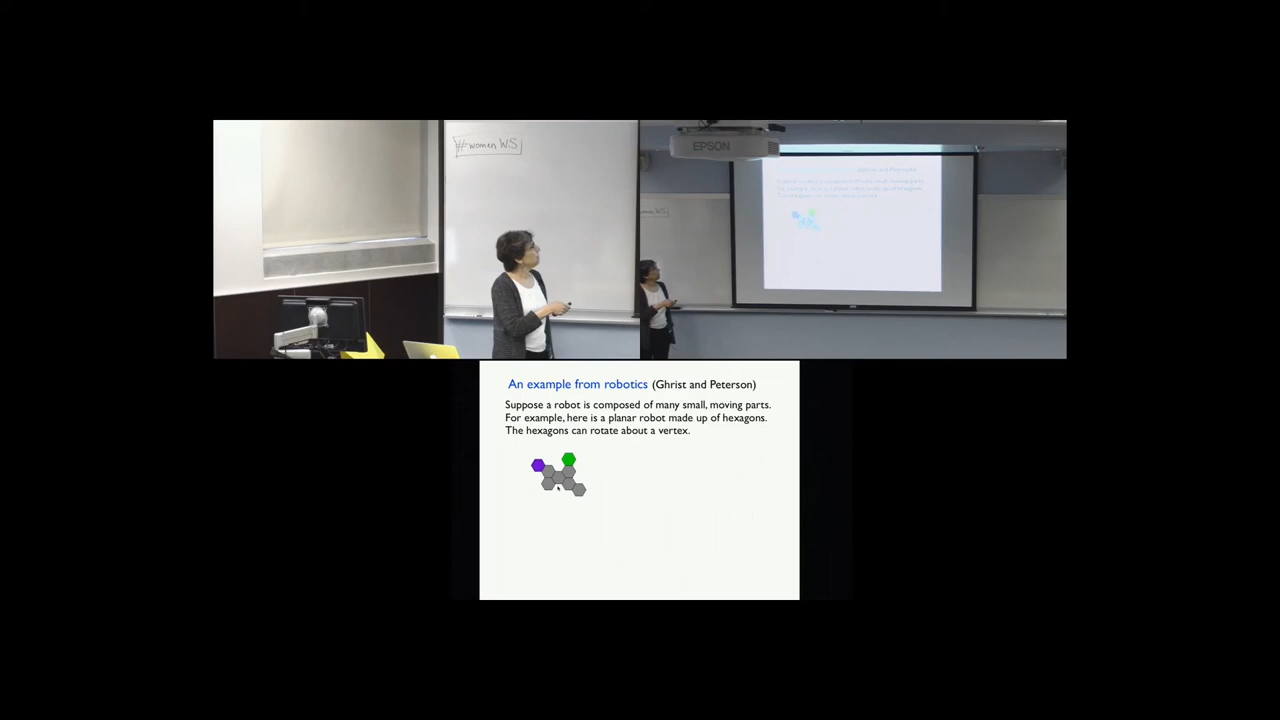 #women WS
EPSON
An example from robotics (Ghrist and Peterson)
Suppose a robot is composed of many small, moving parts.
For example, here is a planar robot made up of hexagons.
The hexagons can rotate about a vertex.